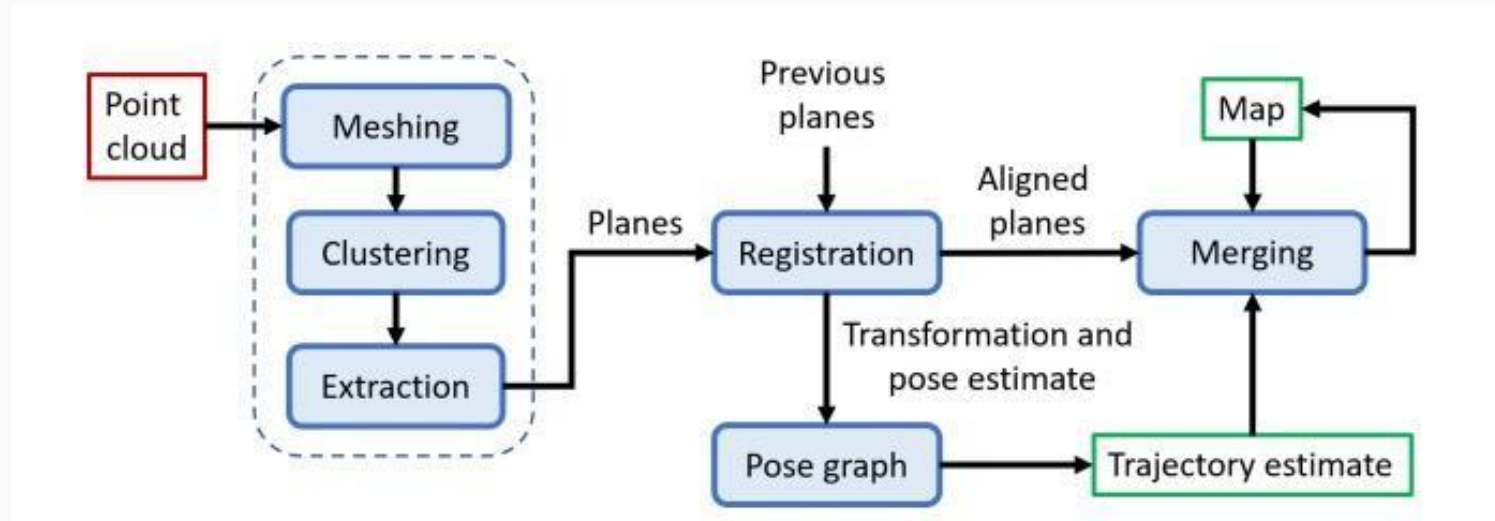 Point
cloud
Meshing
Clustering
Extraction
Planes
Previous
planes
Registration
Aligned
planes
Transformation and
pose estimate
Pose graph
Map
Merging
Trajectory estimate